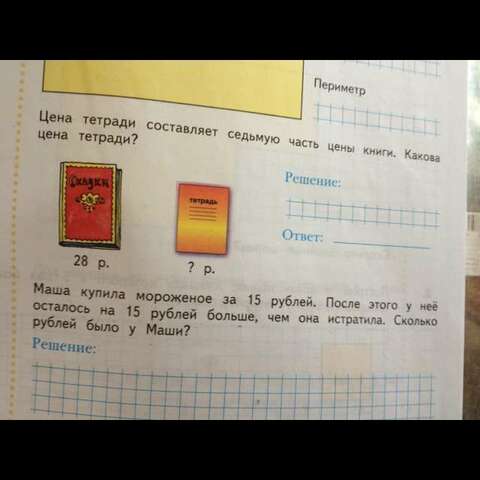 Периметр
Цена тетради составляет седьмую часть цены книги. Какова
цена тетради?
Сказки
тетрадь
Решение:
Ответ:
28 р.
? р.
Маша купила мороженое за 15 рублей. После этого у неё
осталось на 15 рублей больше, чем она истратила. Сколько
рублей было у Маши?
Решение: